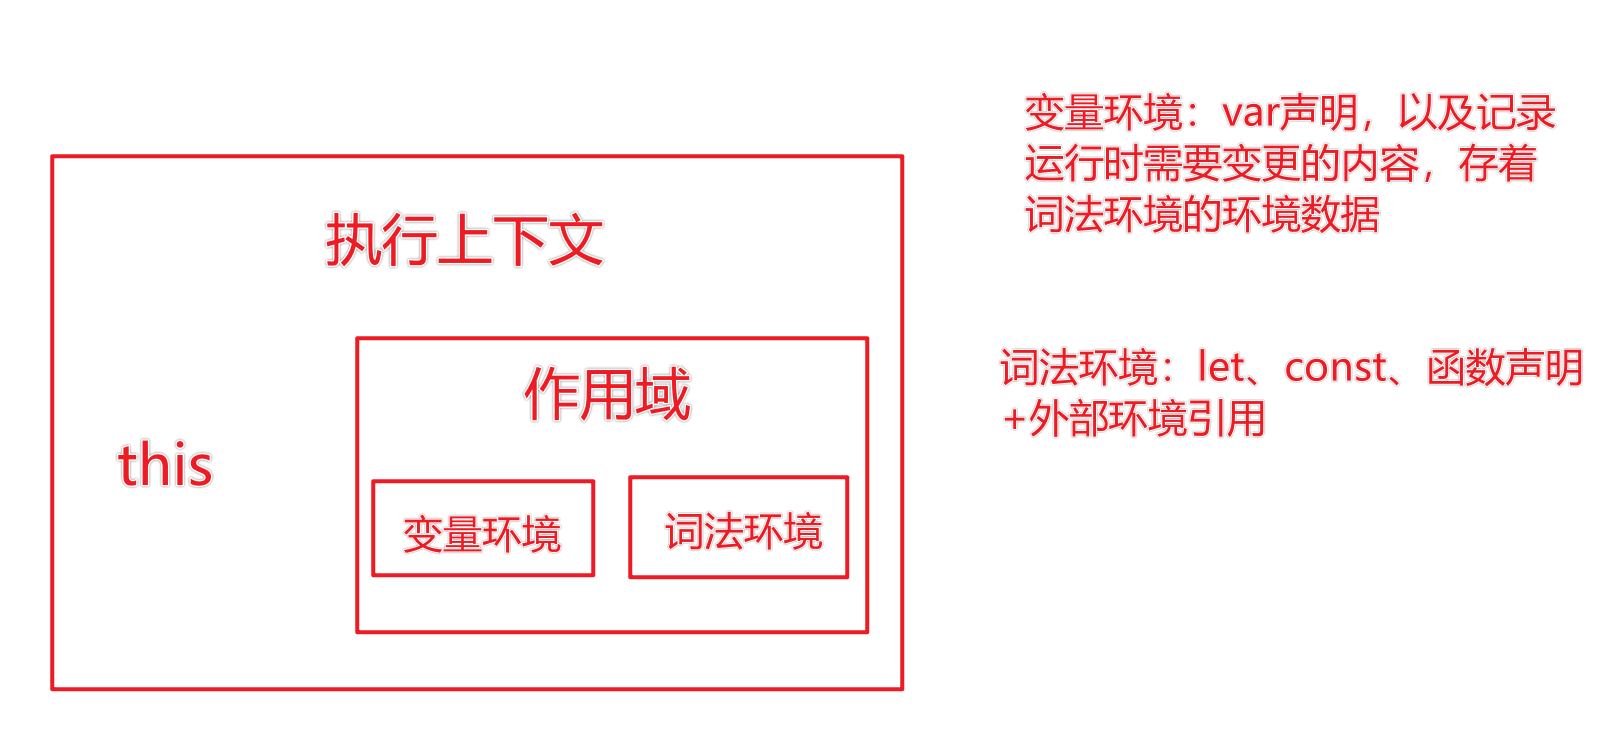 变量环境：var声明，以及记录
运行时需要变更的内容，存着
词法环境的环境数据
执行上下文
词法环境：let、const、函数声明
+外部环境引用
作用域
this
变量环境
词法环境